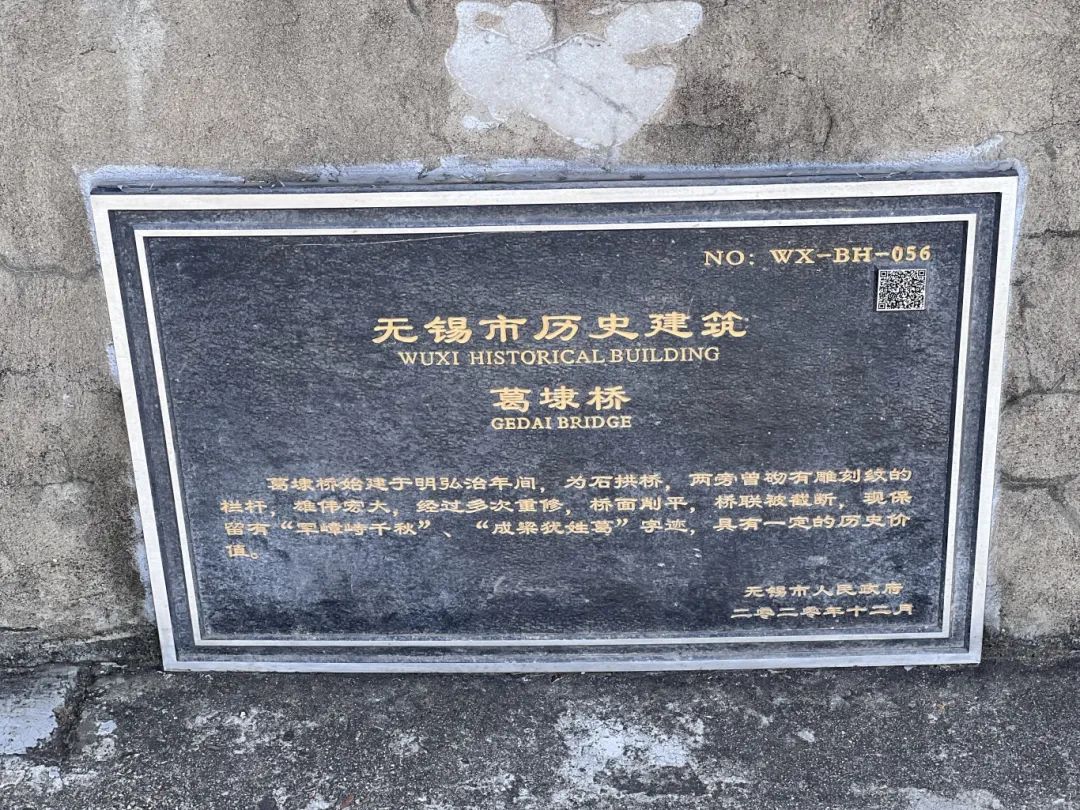 NO: WX-BH-056
无锡市历史建筑
WUXI HISTORICAL BUILDING
葛埭桥
GEDAI BRIDGE
葛埭桥始建于明弘治年间，为石拱桥，两旁曾砌有雕刻纹的
栏杆，雄伟宏大，经过多次重修，桥面削平，桥联被截断，现保
留有“军嶂峙千秋”、“成梁犹姓葛”字迹，具有一定的历史价
值。
无锡市人民政府
二零二零年十二月